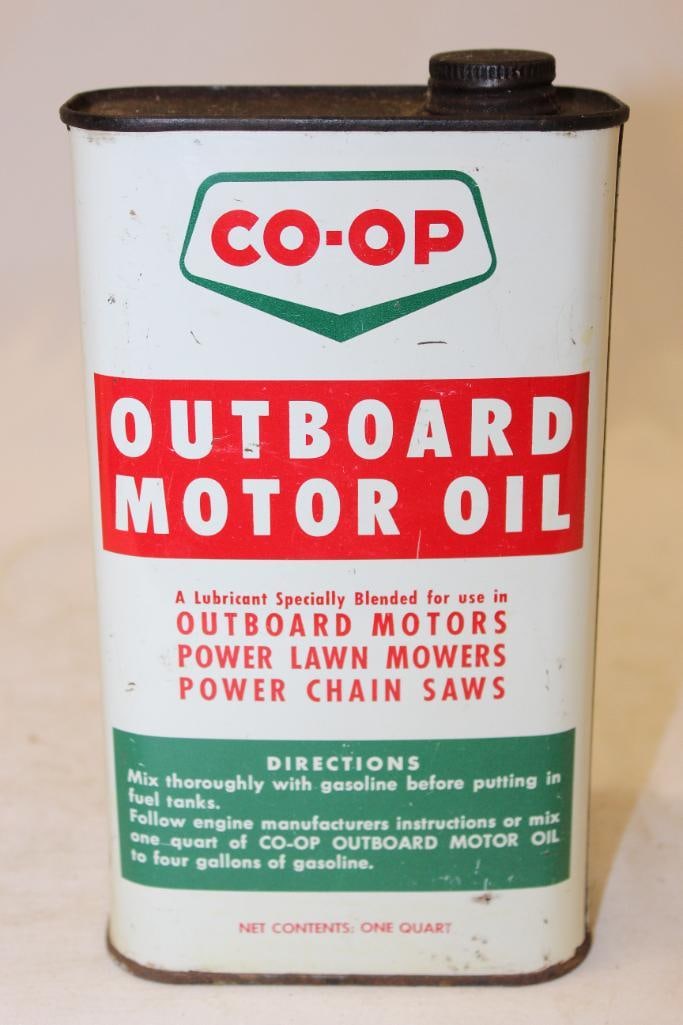 CO-OP
OUTBOARD
MOTOR OIL
A Lubricant Specially Blended for use in
OUTBOARD MOTORS
POWER LAWN MOWERS
POWER CHAIN SAWS
DIRECTIONS
Mix thoroughly with gasoline before putting in
fuel tanks.
Follow engine manufacturers instructions or mix
one quart of CO-OP OUTBOARD MOTOR OIL
to four gallons of gasoline.
NET CONTENTS: ONE QUART